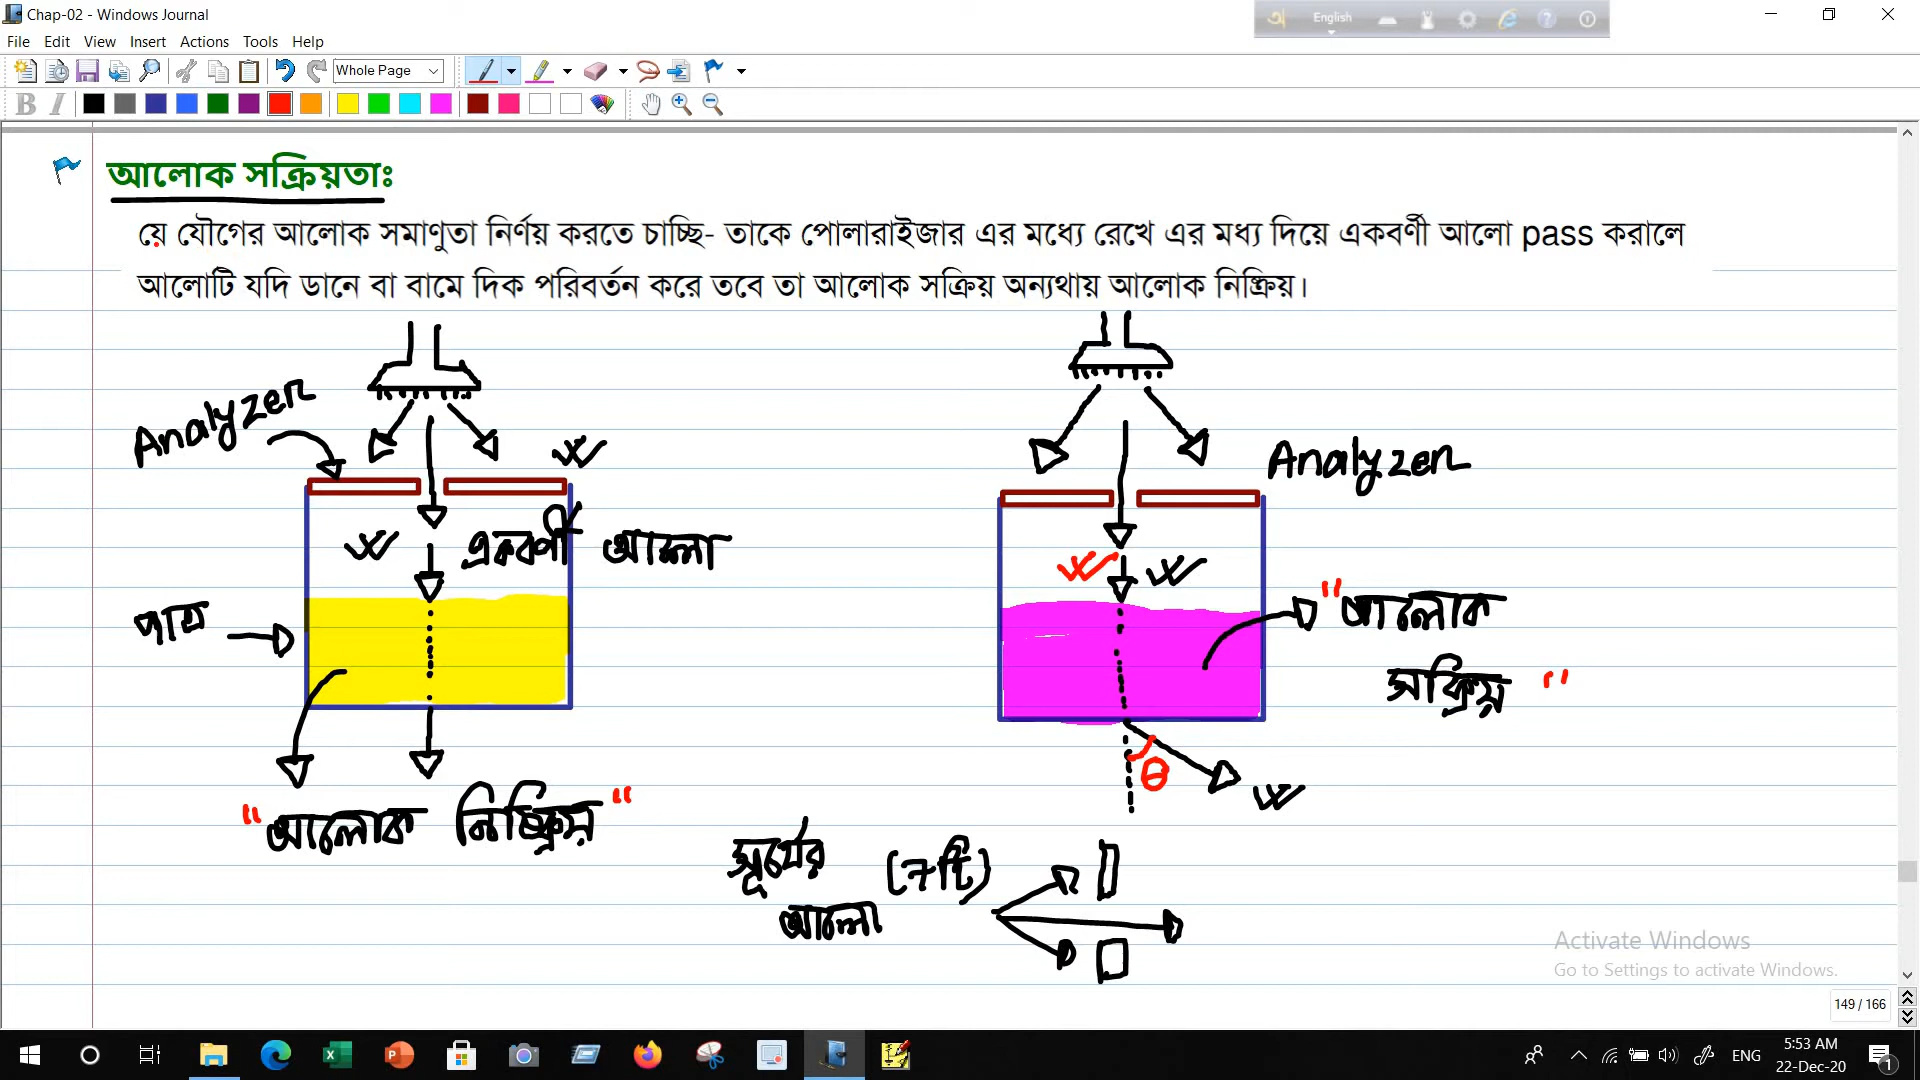 Chap-02 - Windows Journal
English
File Edit View Insert Actions Tools Help
Whole Page
B I
আলোক সক্রিয়তাঃ
যে যৌগের আলোক সমাণুতা নির্ণয় করতে চাচ্ছি- তাকে পোলারাইজার এর মধ্যে রেখে এর মধ্য দিয়ে একবর্ণী আলো pass করালে
আলোটি যদি ডানে বা বামে দিক পরিবর্তন করে তবে তা আলোক সক্রিয় অন্যথায় আলোক নিষ্ক্রিয়।
Analyzer
Analyzer
একবর্ণী আলো
পাত্র
"আলোক
সক্রিয়"
θ
"আলোক নিষ্ক্রিয়"
সূর্যের (৭টি)
আলো
Activate Windows
Go to Settings to activate Windows.
149 / 166
ENG
5:53 AM
22-Dec-20
1